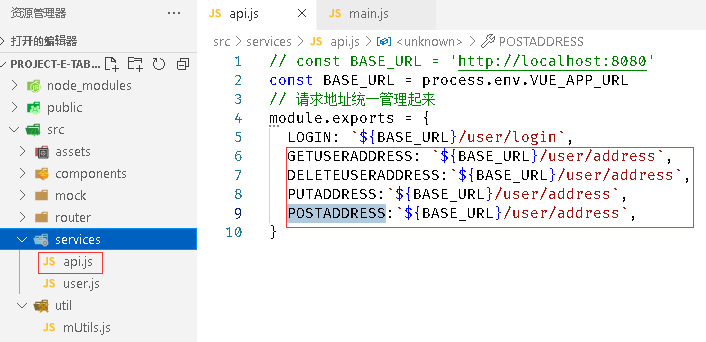 资源管理器
···
打开的编辑器
PROJECT-E-TAB...
node_modules
public
src
assets
components
mock
router
services
JS api.js
JS user.js
util
JS mUtils.js
JS api.js ×
JS main.js
src > services > JS api.js > <unknown> > POSTADDRESS
1 // const BASE_URL = 'http://localhost:8080'
2 const BASE_URL = process.env.VUE_APP_URL
3 // 请求地址统一管理起来
4 module.exports = {
5 LOGIN: `${BASE_URL}/user/login`,
6 GETUSERADDRESS: `${BASE_URL}/user/address`,
7 DELETEUSERADDRESS:`${BASE_URL}/user/address`,
8 PUTADDRESS:`${BASE_URL}/user/address`,
9 POSTADDRESS:`${BASE_URL}/user/address`,
10 }